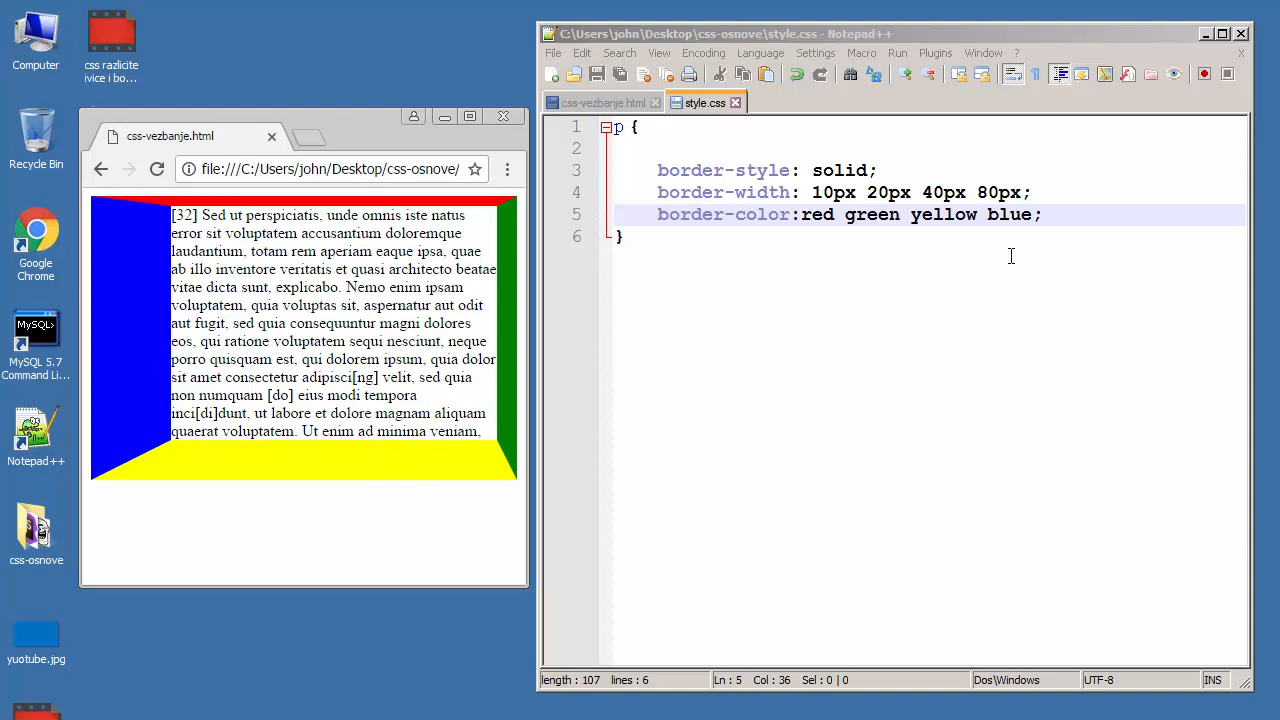 Computer
css razlicite
ivice i bo...
Recycle Bin
Google
Chrome
MySQL>
MySQL 5.7
Command Li...
Notepad++
css-osnove
yuotube.jpg
css-vezbanje.html
file:///C:/Users/john/Desktop/css-osnove/
[32] Sed ut perspiciatis, unde omnis iste natus
error sit voluptatem accusantium doloremque
laudantium, totam rem aperiam eaque ipsa, quae
ab illo inventore veritatis et quasi architecto beatae
vitae dicta sunt, explicabo. Nemo enim ipsam
voluptatem, quia voluptas sit, aspernatur aut odit
aut fugit, sed quia consequuntur magni dolores
eos, qui ratione voluptatem sequi nesciunt, neque
porro quisquam est, qui dolorem ipsum, quia dolor
sit amet consectetur adipisci[ng] velit, sed quia
non numquam [do] eius modi tempora
inci[di]dunt, ut labore et dolore magnam aliquam
quaerat voluptatem. Ut enim ad minima veniam,
C:\Users\john\Desktop\css-osnove\style.css - Notepad++
File Edit Search View Encoding Language Settings Macro Run Plugins Window ? X
css-vezbanje.html style.css
1 p {
2
3 border-style: solid;
4 border-width: 10px 20px 40px 80px;
5 border-color:red green yellow blue;
6 }
length : 107 lines : 6 Ln : 5 Col : 36 Sel : 0 | 0 Dos\Windows UTF-8 INS